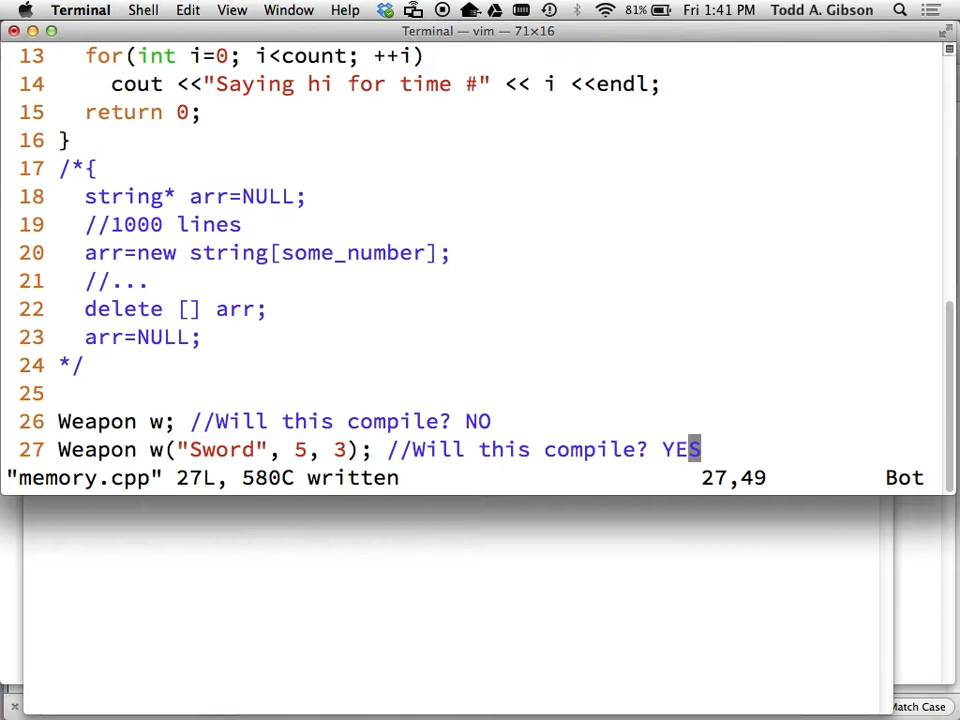 Terminal Shell Edit View Window Help 81% Fri 1:41 PM Todd A. Gibson
Terminal — vim — 71×16
13 for(int i=0; i<count; ++i)
14 cout <<"Saying hi for time #" << i <<endl;
15 return 0;
16 }
17 /*{
18 string* arr=NULL;
19 //1000 lines
20 arr=new string[some_number];
21 //...
22 delete [] arr;
23 arr=NULL;
24 */
25
26 Weapon w; //Will this compile? NO
27 Weapon w("Sword", 5, 3); //Will this compile? YES
"memory.cpp" 27L, 580C written 27,49 Bot
Match Case